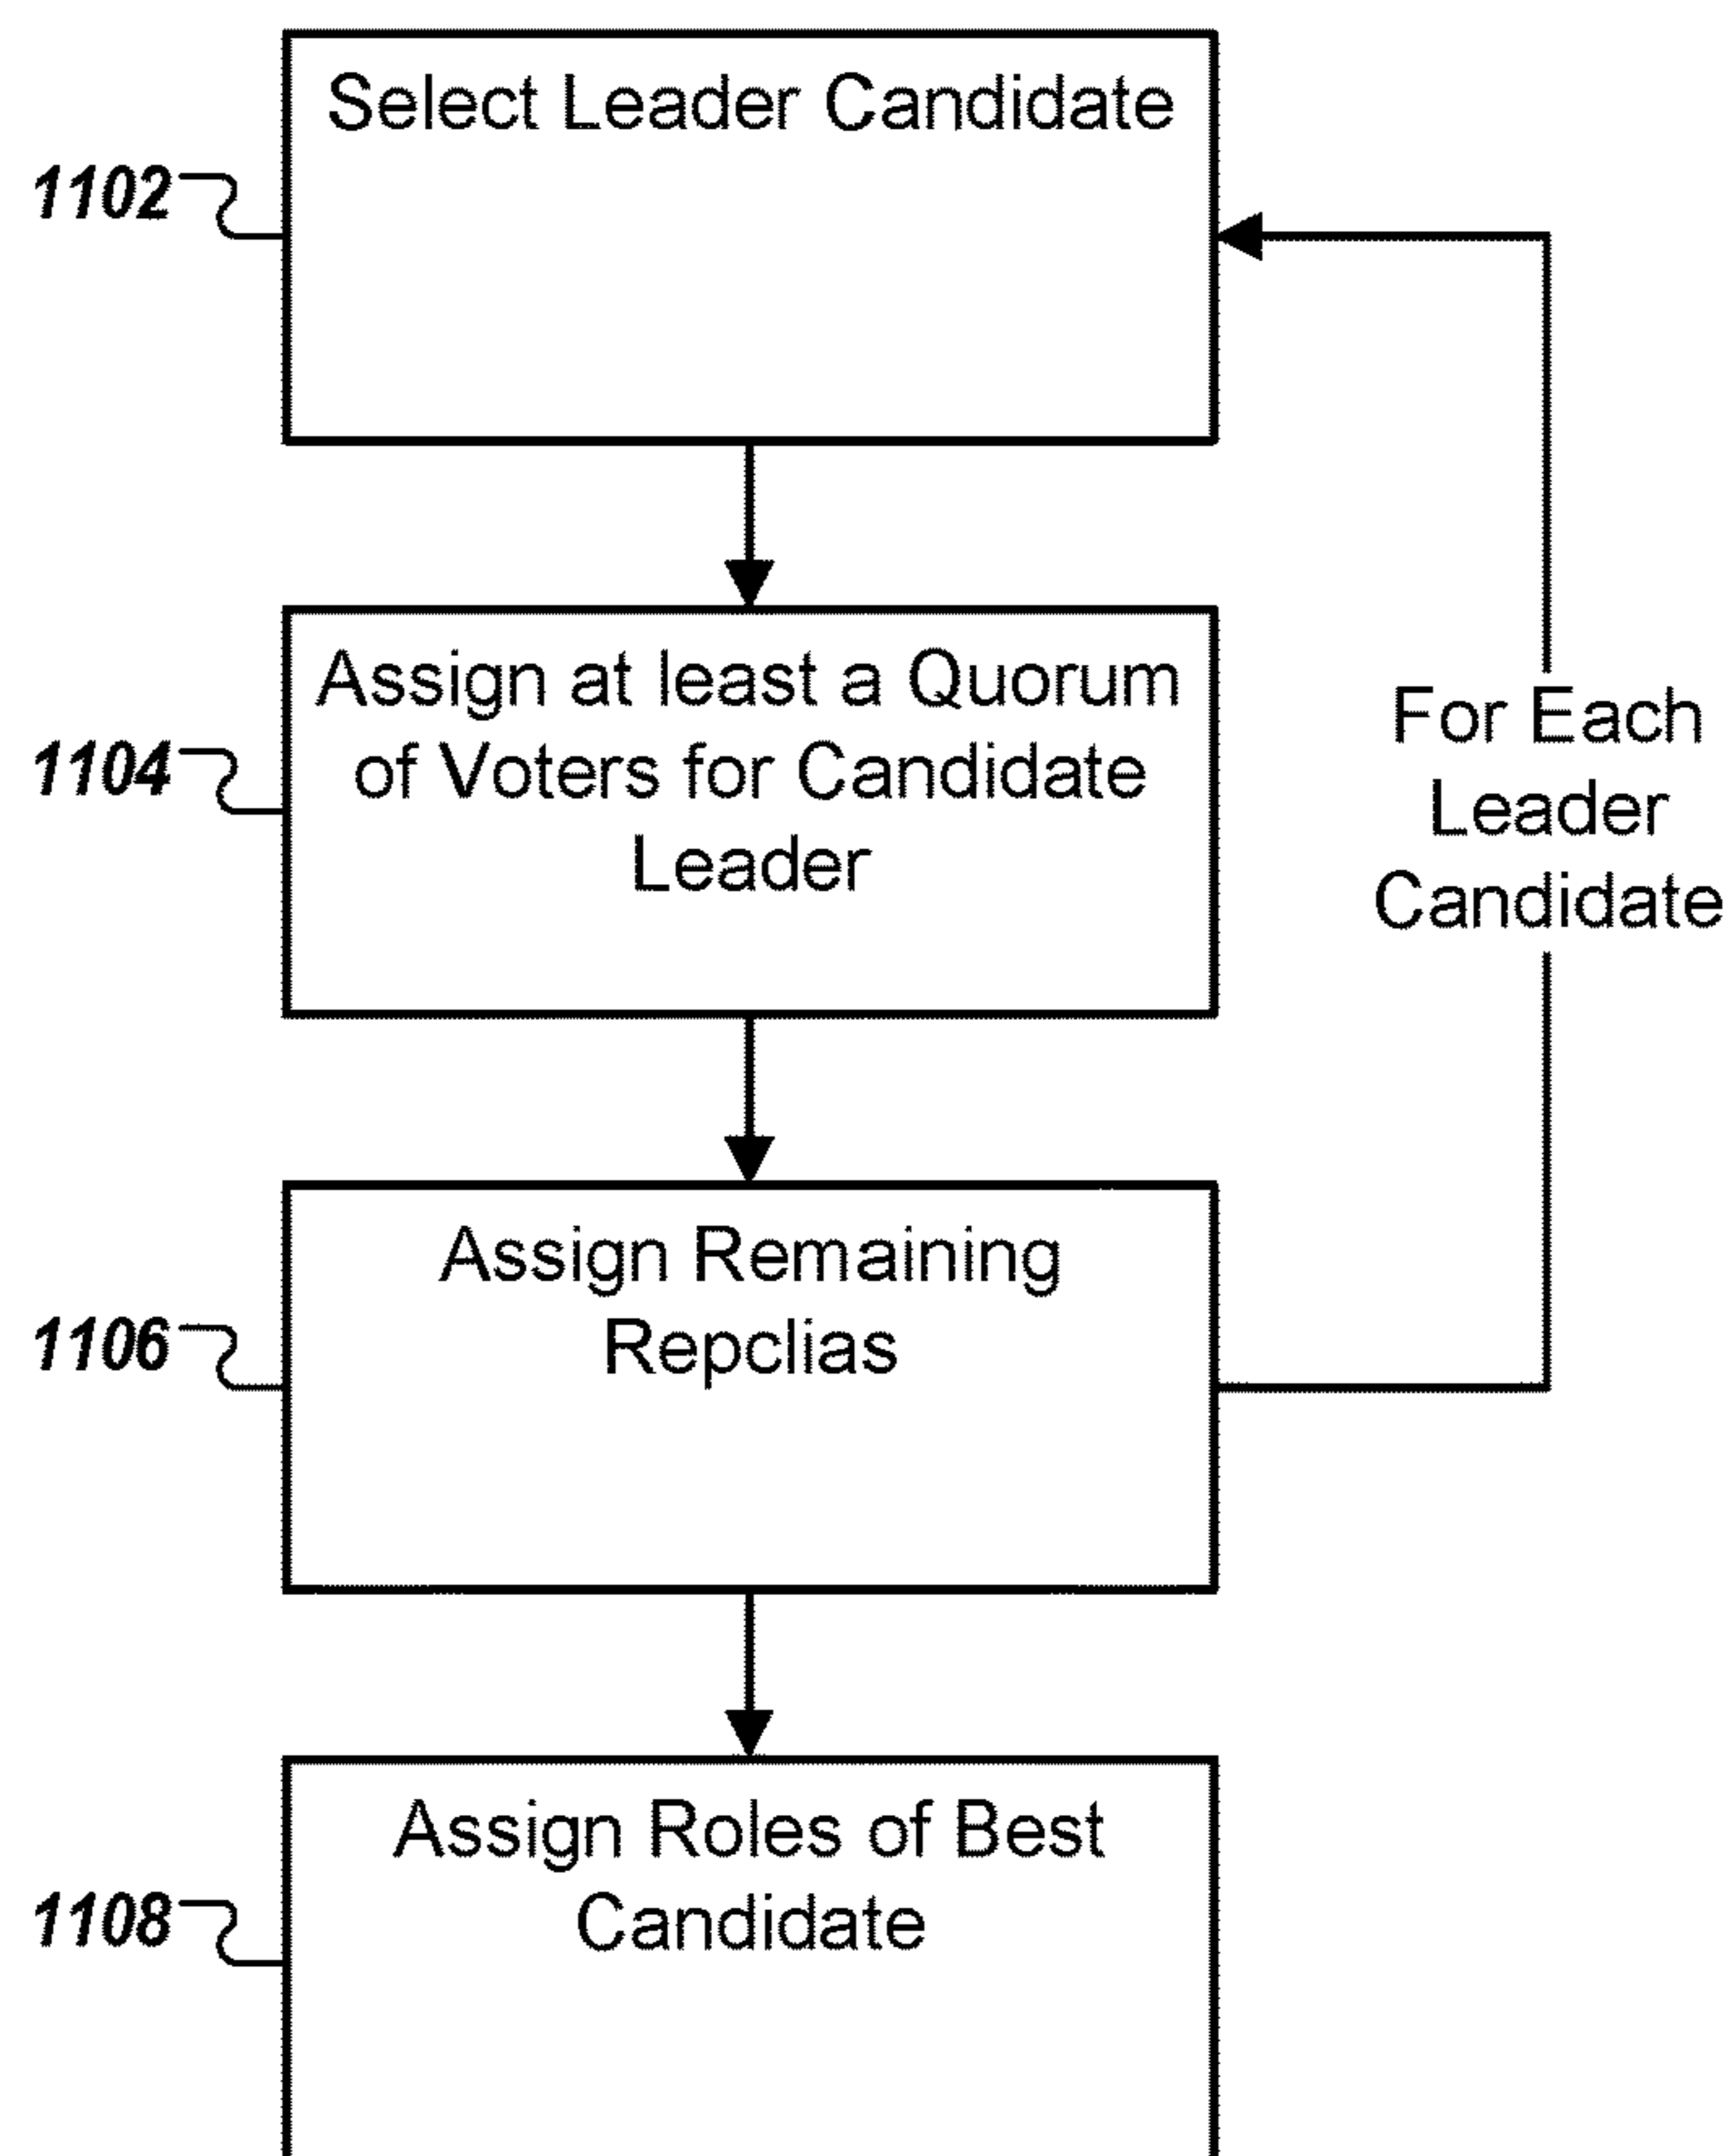 Select Leader Candidate
1102
Assign at least a Quorum
of Voters for Candidate
Leader
1104
For Each
Leader
Candidate
Assign Remaining
Repclias
1106
Assign Roles of Best
Candidate
1108